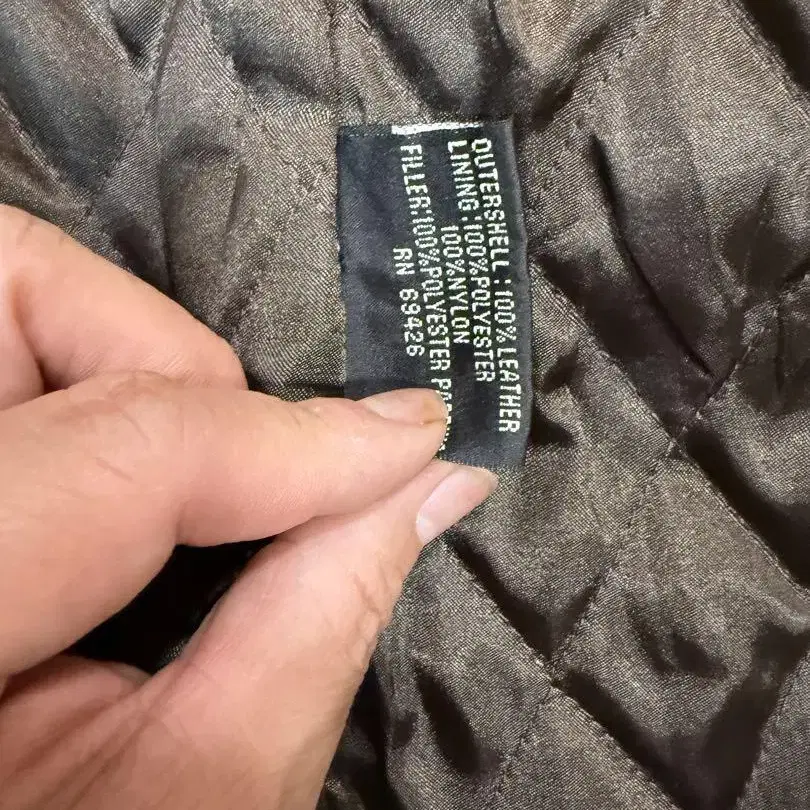 OUTERSHELL : 100% LEATHER
LINING : 100% POLYESTER
100% NYLON
FILLER: 100% POLYESTER
RN 69426